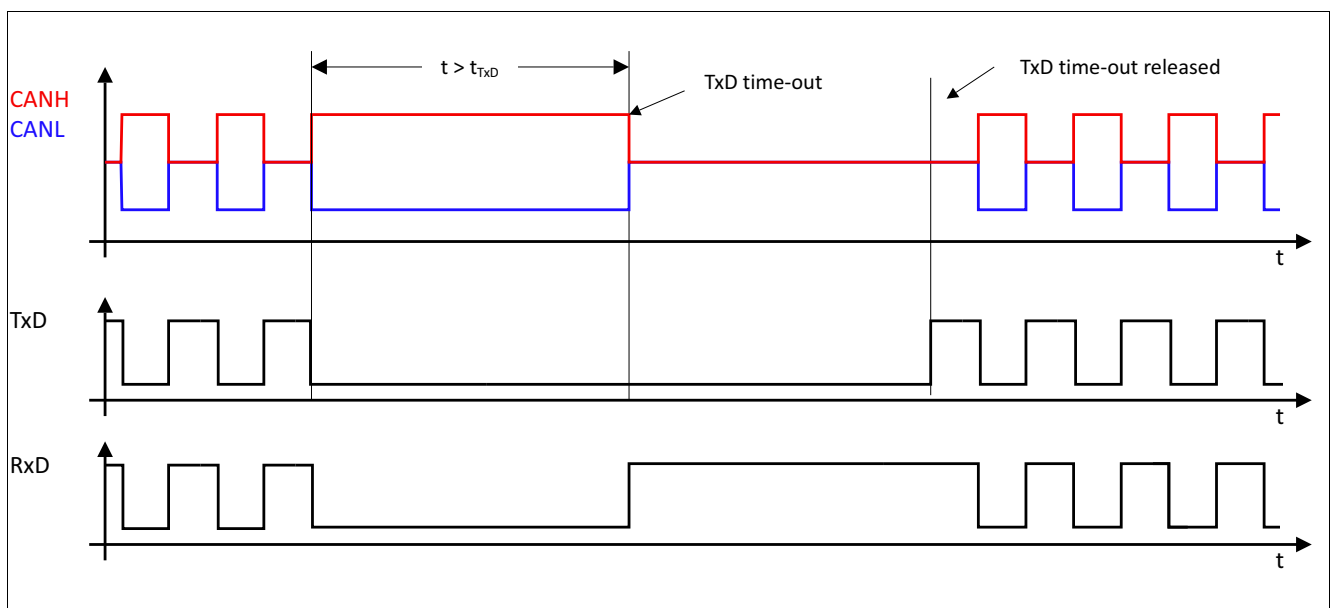 t > tTxD
TxD time-out
TxD time-out released
CANH
CANL
t
TxD
t
RxD
t